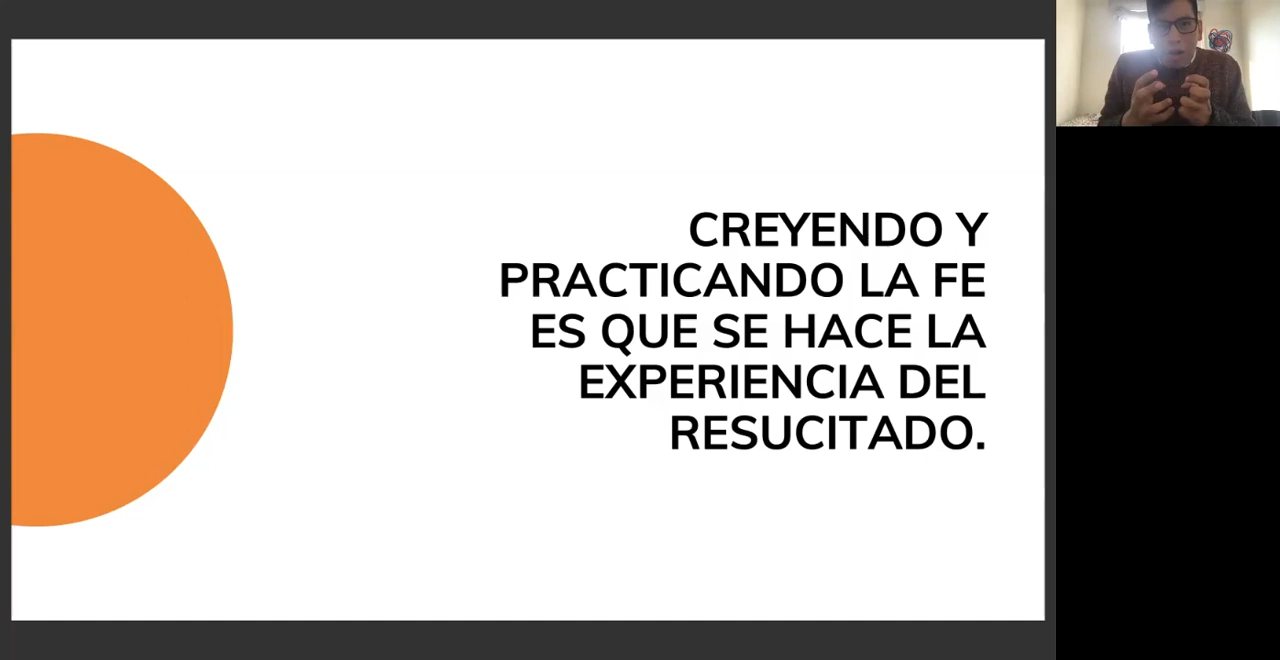 CREYENDO Y
PRACTICANDO LA FE
ES QUE SE HACE LA
EXPERIENCIA DEL
RESUCITADO.